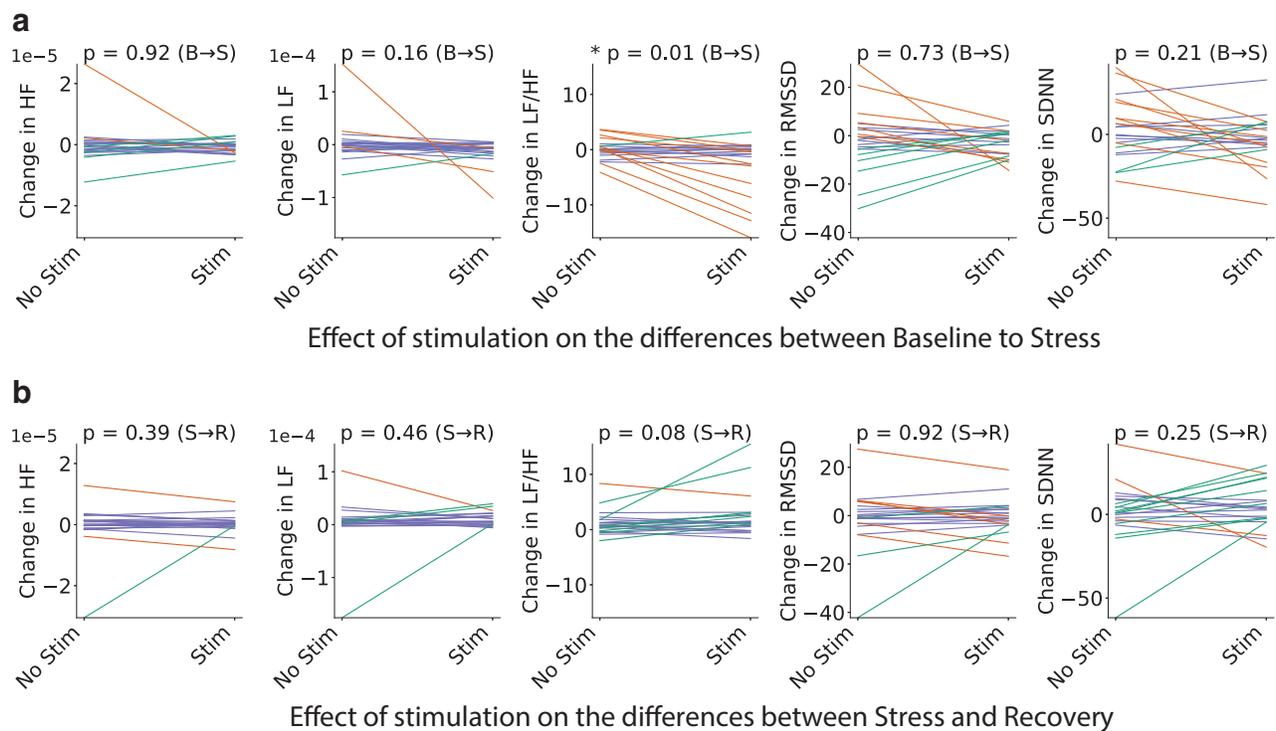 a
1e-5 p = 0.92 (B→S)
Change in HF
2
0
−2
No Stim
Stim
1e-4 p = 0.16 (B→S)
Change in LF
1
0
−1
No Stim
Stim
* p = 0.01 (B→S)
Change in LF/HF
10
0
−10
No Stim
Stim
p = 0.73 (B→S)
Change in RMSSD
20
0
−20
−40
No Stim
Stim
p = 0.21 (B→S)
Change in SDNN
0
−50
No Stim
Stim
Effect of stimulation on the differences between Baseline to Stress
b
1e-5 p = 0.39 (S→R)
Change in HF
2
0
−2
No Stim
Stim
1e-4 p = 0.46 (S→R)
Change in LF
1
0
−1
No Stim
Stim
p = 0.08 (S→R)
Change in LF/HF
10
0
−10
No Stim
Stim
p = 0.92 (S→R)
Change in RMSSD
20
0
−20
−40
No Stim
Stim
p = 0.25 (S→R)
Change in SDNN
0
−50
No Stim
Stim
Effect of stimulation on the differences between Stress and Recovery